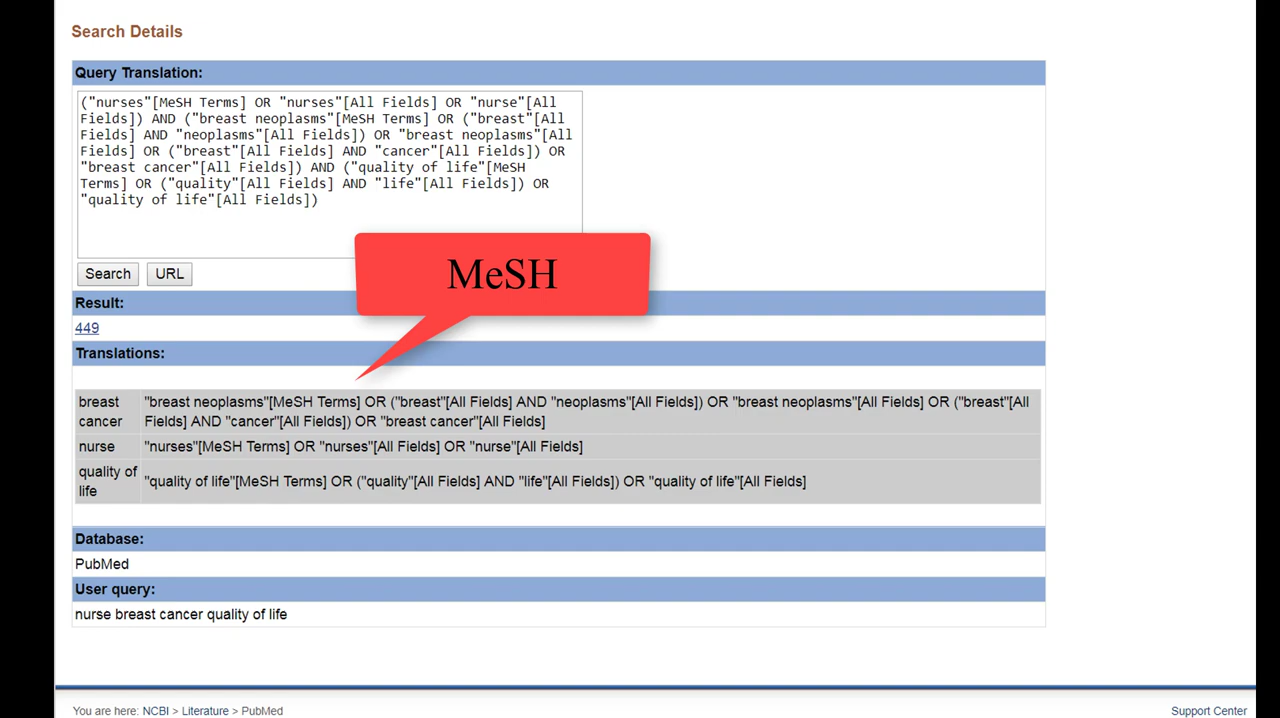 Search Details
Query Translation:
("nurses"[MeSH Terms] OR "nurses"[All Fields] OR "nurse"[All
Fields]) AND ("breast neoplasms"[MeSH Terms] OR ("breast"[All
Fields] AND "neoplasms"[All Fields]) OR "breast neoplasms"[All
Fields] OR ("breast"[All Fields] AND "cancer"[All Fields]) OR
"breast cancer"[All Fields]) AND ("quality of life"[MeSH
Terms] OR ("quality"[All Fields] AND "life"[All Fields]) OR
"quality of life"[All Fields])
Search URL
MeSH
Result:
449
Translations:
breast
cancer
"breast neoplasms"[MeSH Terms] OR ("breast"[All Fields] AND "neoplasms"[All Fields]) OR "breast neoplasms"[All Fields] OR ("breast"[All
Fields] AND "cancer"[All Fields]) OR "breast cancer"[All Fields]
nurse "nurses"[MeSH Terms] OR "nurses"[All Fields] OR "nurse"[All Fields]
quality of
life
"quality of life"[MeSH Terms] OR ("quality"[All Fields] AND "life"[All Fields]) OR "quality of life"[All Fields]
Database:
PubMed
User query:
nurse breast cancer quality of life
You are here: NCBI > Literature > PubMed Support Center